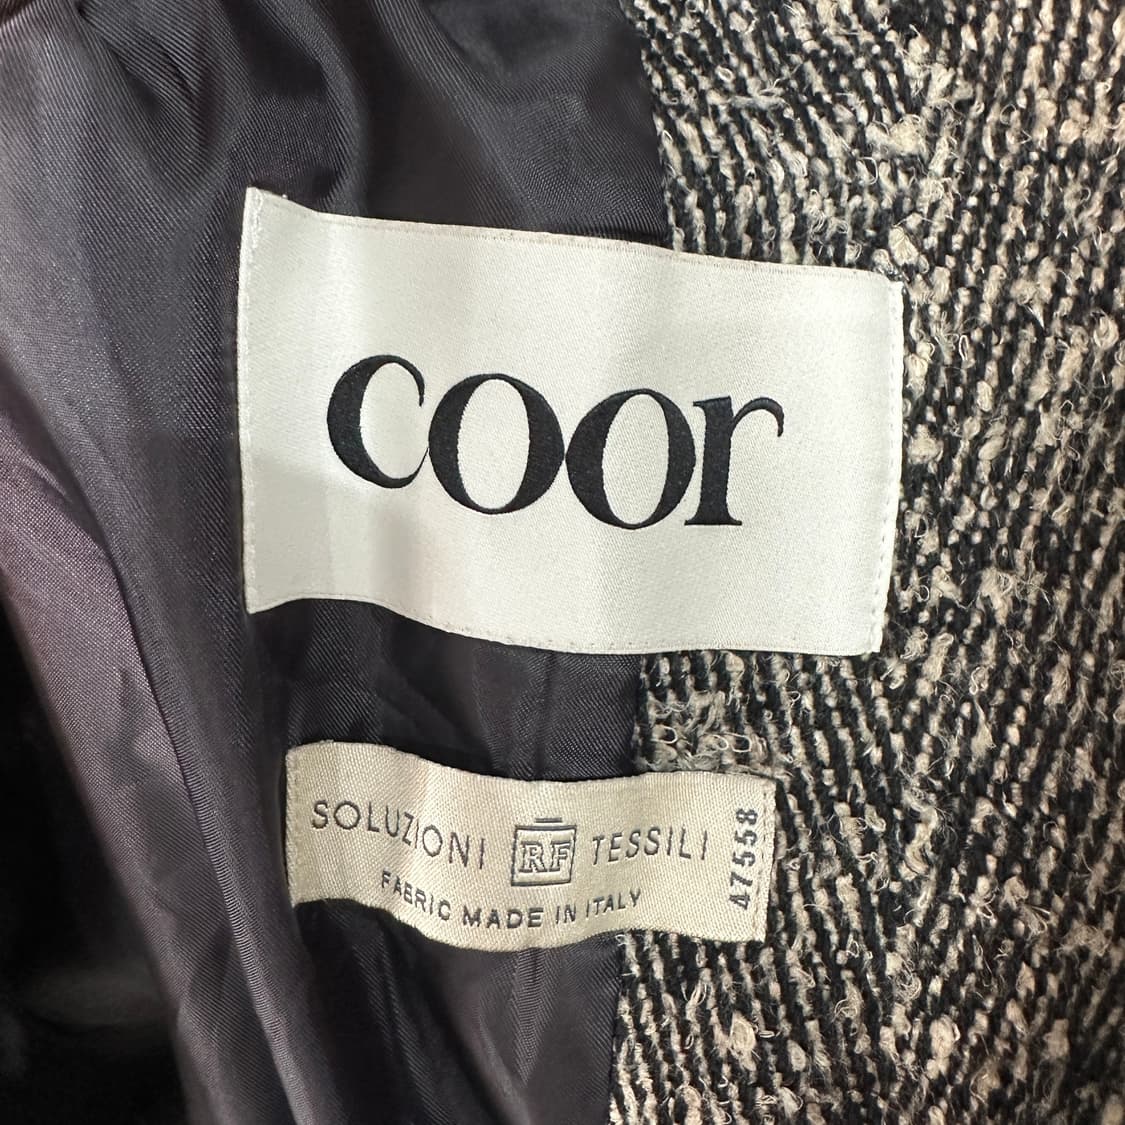 coor
SOLUZIONI RF TESSILI
FABRIC MADE IN ITALY
47558